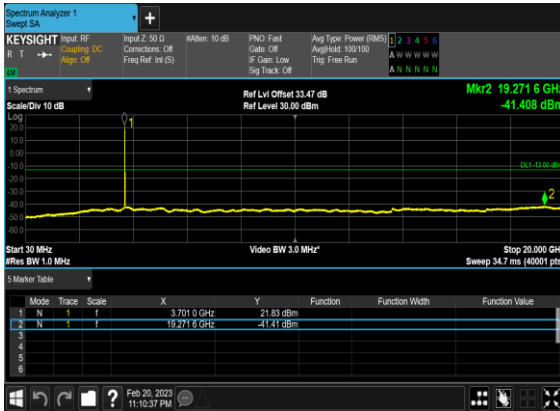 Spectrum Analyzer 1
Swept SA
+
KEYSIGHT Input: RF Input Z: 50 Ω #Atten: 10 dB PNO: Fast Avg Type: Power (RMS) 1 2 3 4 5 6
R T Coupling: DC Corrections: Off Gate: Off Avg|Hold: 100/100 A W W W W W
Align: Off Freq Ref: Int (S) IF Gain: Low Trig: Free Run A N N N N N
Sig Track: Off
1 Spectrum Ref Lvl Offset 33.47 dB Mkr2 19.271 6 GHz
Scale/Div 10 dB Ref Level 30.00 dBm -41.408 dBm
Log
1
20.0
10.0
0.00
-10.0 DL1 -13.00 dBm
-20.0
-30.0
2
-40.0
-50.0
-60.0
Start 30 MHz Video BW 3.0 MHz* Stop 20.000 GHz
#Res BW 1.0 MHz Sweep 34.7 ms (40001 pts)
5 Marker Table
Mode Trace Scale X Y Function Function Width Function Value
1 N 1 f 3.701 0 GHz 21.83 dBm
2 N 1 f 19.271 6 GHz -41.41 dBm
3
4
5
6
? Feb 20, 2023
11:10:37 PM